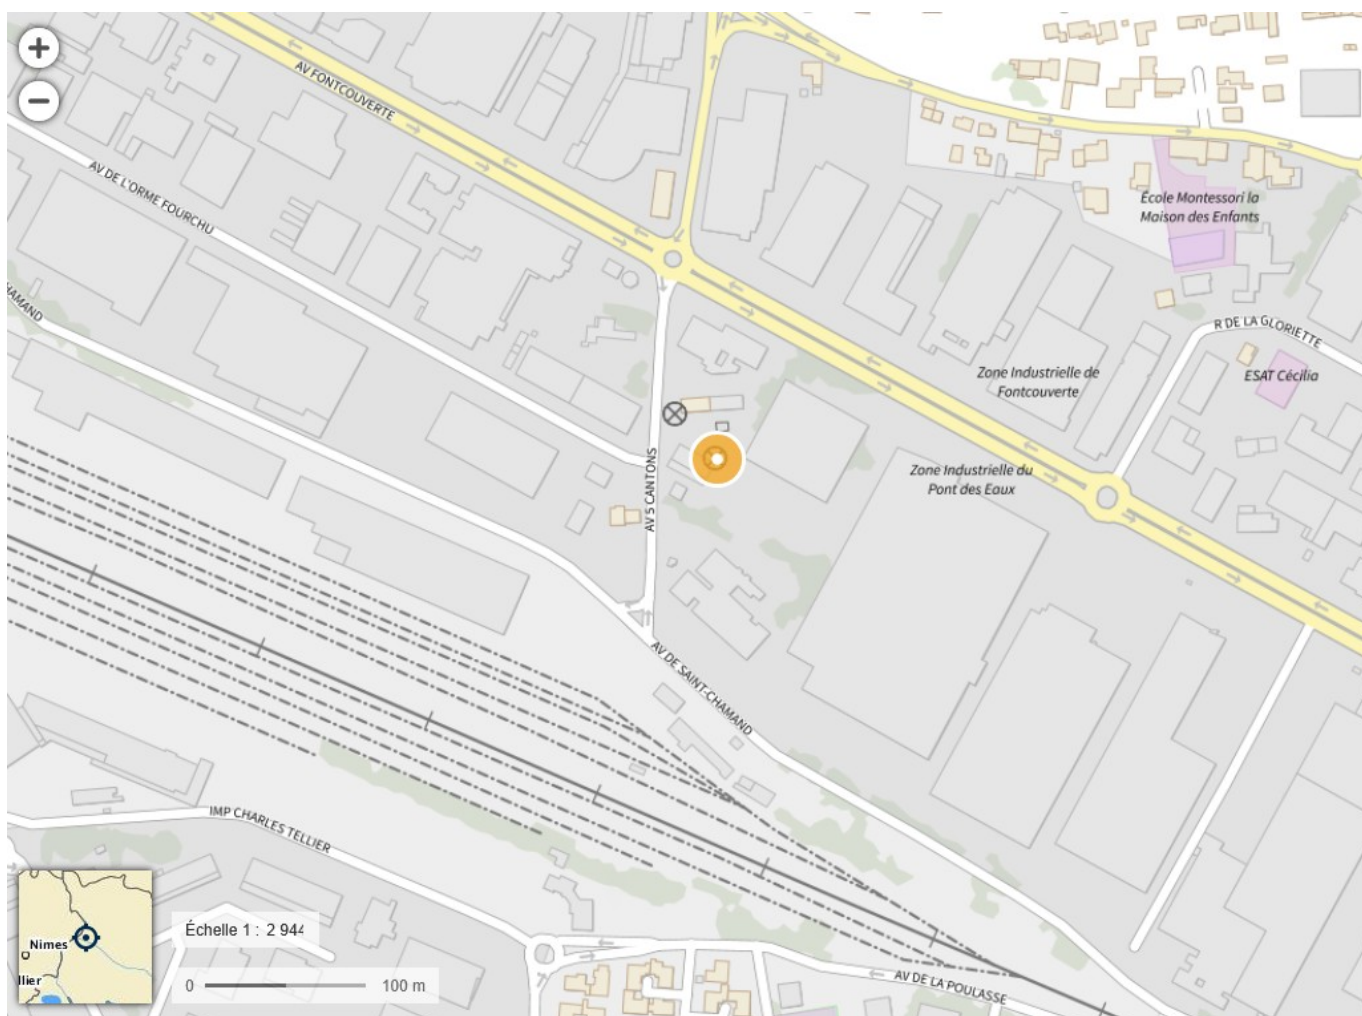 +
−
AV FONTCOUVERTE
AV DE L'ORME FOURCHU
HAMAND
École Montessori la
Maison des Enfants
R DE LA GLORIETTE
ESAT Cécilia
Zone Industrielle de
Fontcouverte
Zone Industrielle du
Pont des Eaux
AV 5 CANTONS
AV DE SAINT-CHAMAND
IMP CHARLES TELLIER
AV DE LA POULASSE
Nimes
llier
Échelle 1 : 2 944
0 100 m